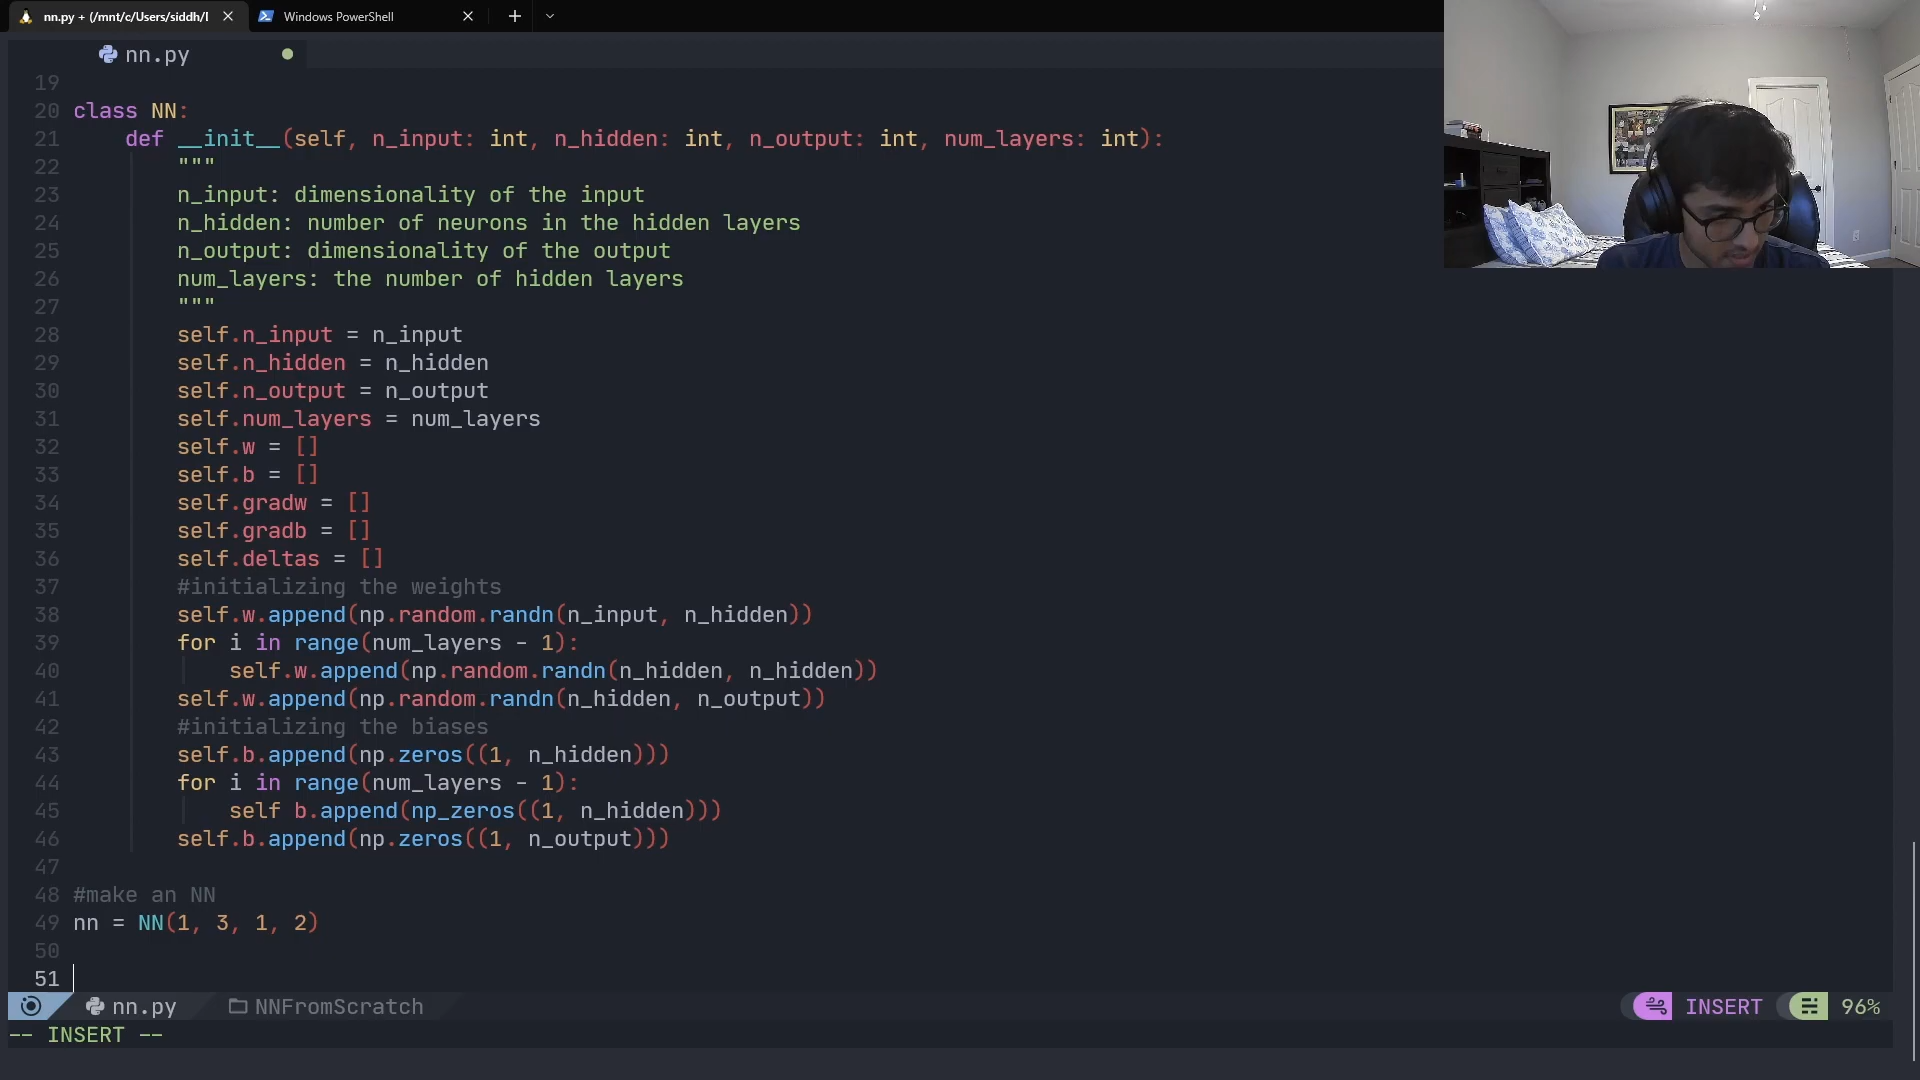 nn.py + (/mnt/c/Users/siddh/I
Windows PowerShell
nn.py
19
20 class NN:
21 def __init__(self, n_input: int, n_hidden: int, n_output: int, num_layers: int):
22 """
23 n_input: dimensionality of the input
24 n_hidden: number of neurons in the hidden layers
25 n_output: dimensionality of the output
26 num_layers: the number of hidden layers
27 """
28 self.n_input = n_input
29 self.n_hidden = n_hidden
30 self.n_output = n_output
31 self.num_layers = num_layers
32 self.w = []
33 self.b = []
34 self.gradw = []
35 self.gradb = []
36 self.deltas = []
37 #initializing the weights
38 self.w.append(np.random.randn(n_input, n_hidden))
39 for i in range(num_layers - 1):
40 self.w.append(np.random.randn(n_hidden, n_hidden))
41 self.w.append(np.random.randn(n_hidden, n_output))
42 #initializing the biases
43 self.b.append(np.zeros((1, n_hidden)))
44 for i in range(num_layers - 1):
45 self b.append(np_zeros((1, n_hidden)))
46 self.b.append(np.zeros((1, n_output)))
47
48 #make an NN
49 nn = NN(1, 3, 1, 2)
50
51
nn.py NNFromScratch INSERT 96%
-- INSERT --